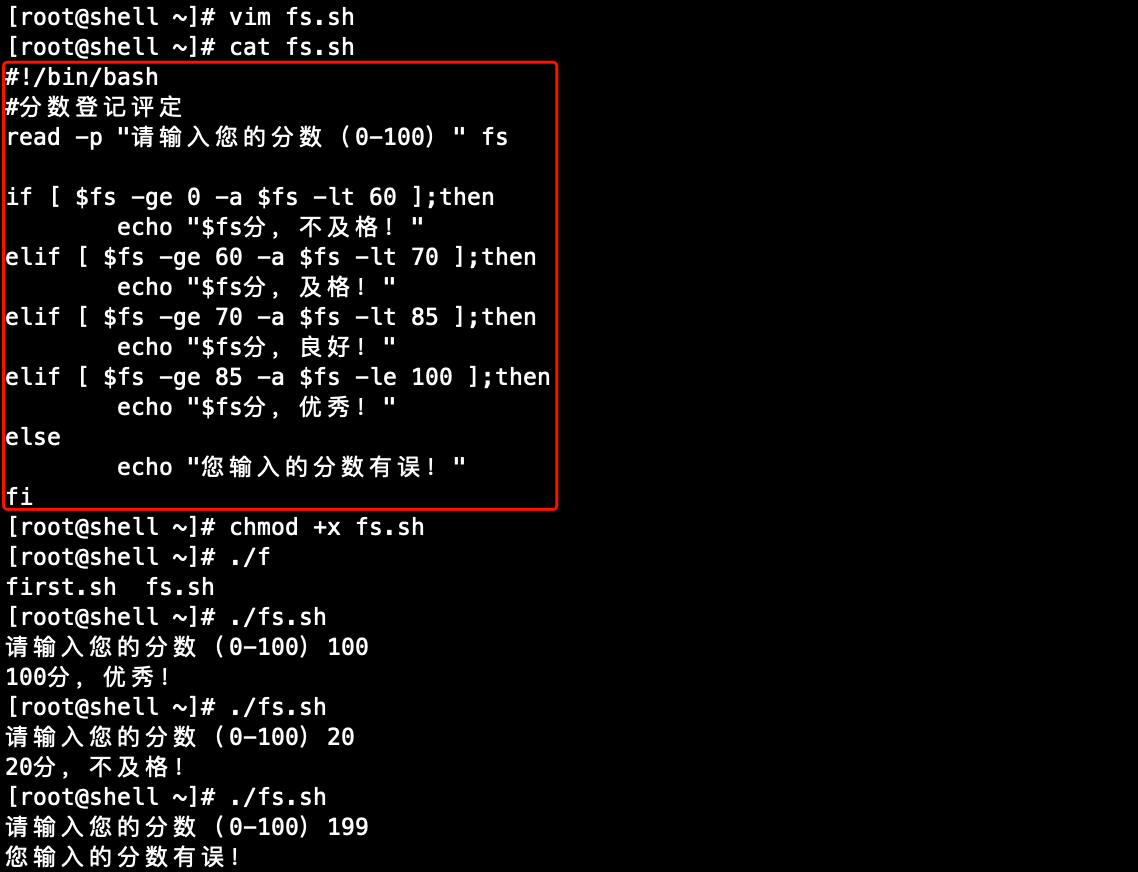 [root@shell ~]# vim fs.sh
[root@shell ~]# cat fs.sh
#!/bin/bash
#分数登记评定
read -p "请输入您的分数（0-100）" fs

if [ $fs -ge 0 -a $fs -lt 60 ];then
        echo "$fs分，不及格！"
elif [ $fs -ge 60 -a $fs -lt 70 ];then
        echo "$fs分，及格！"
elif [ $fs -ge 70 -a $fs -lt 85 ];then
        echo "$fs分，良好！"
elif [ $fs -ge 85 -a $fs -le 100 ];then
        echo "$fs分，优秀！"
else
        echo "您输入的分数有误！"
fi
[root@shell ~]# chmod +x fs.sh
[root@shell ~]# ./f
first.sh  fs.sh
[root@shell ~]# ./fs.sh
请输入您的分数（0-100）100
100分，优秀！
[root@shell ~]# ./fs.sh
请输入您的分数（0-100）20
20分，不及格！
[root@shell ~]# ./fs.sh
请输入您的分数（0-100）199
您输入的分数有误！